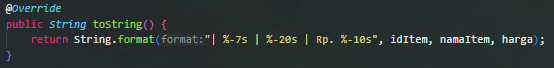 @Override
public String toString() {
    return String.format(format:"| %-7s | %-20s | Rp. %-10s", idItem, namaItem, harga);
}